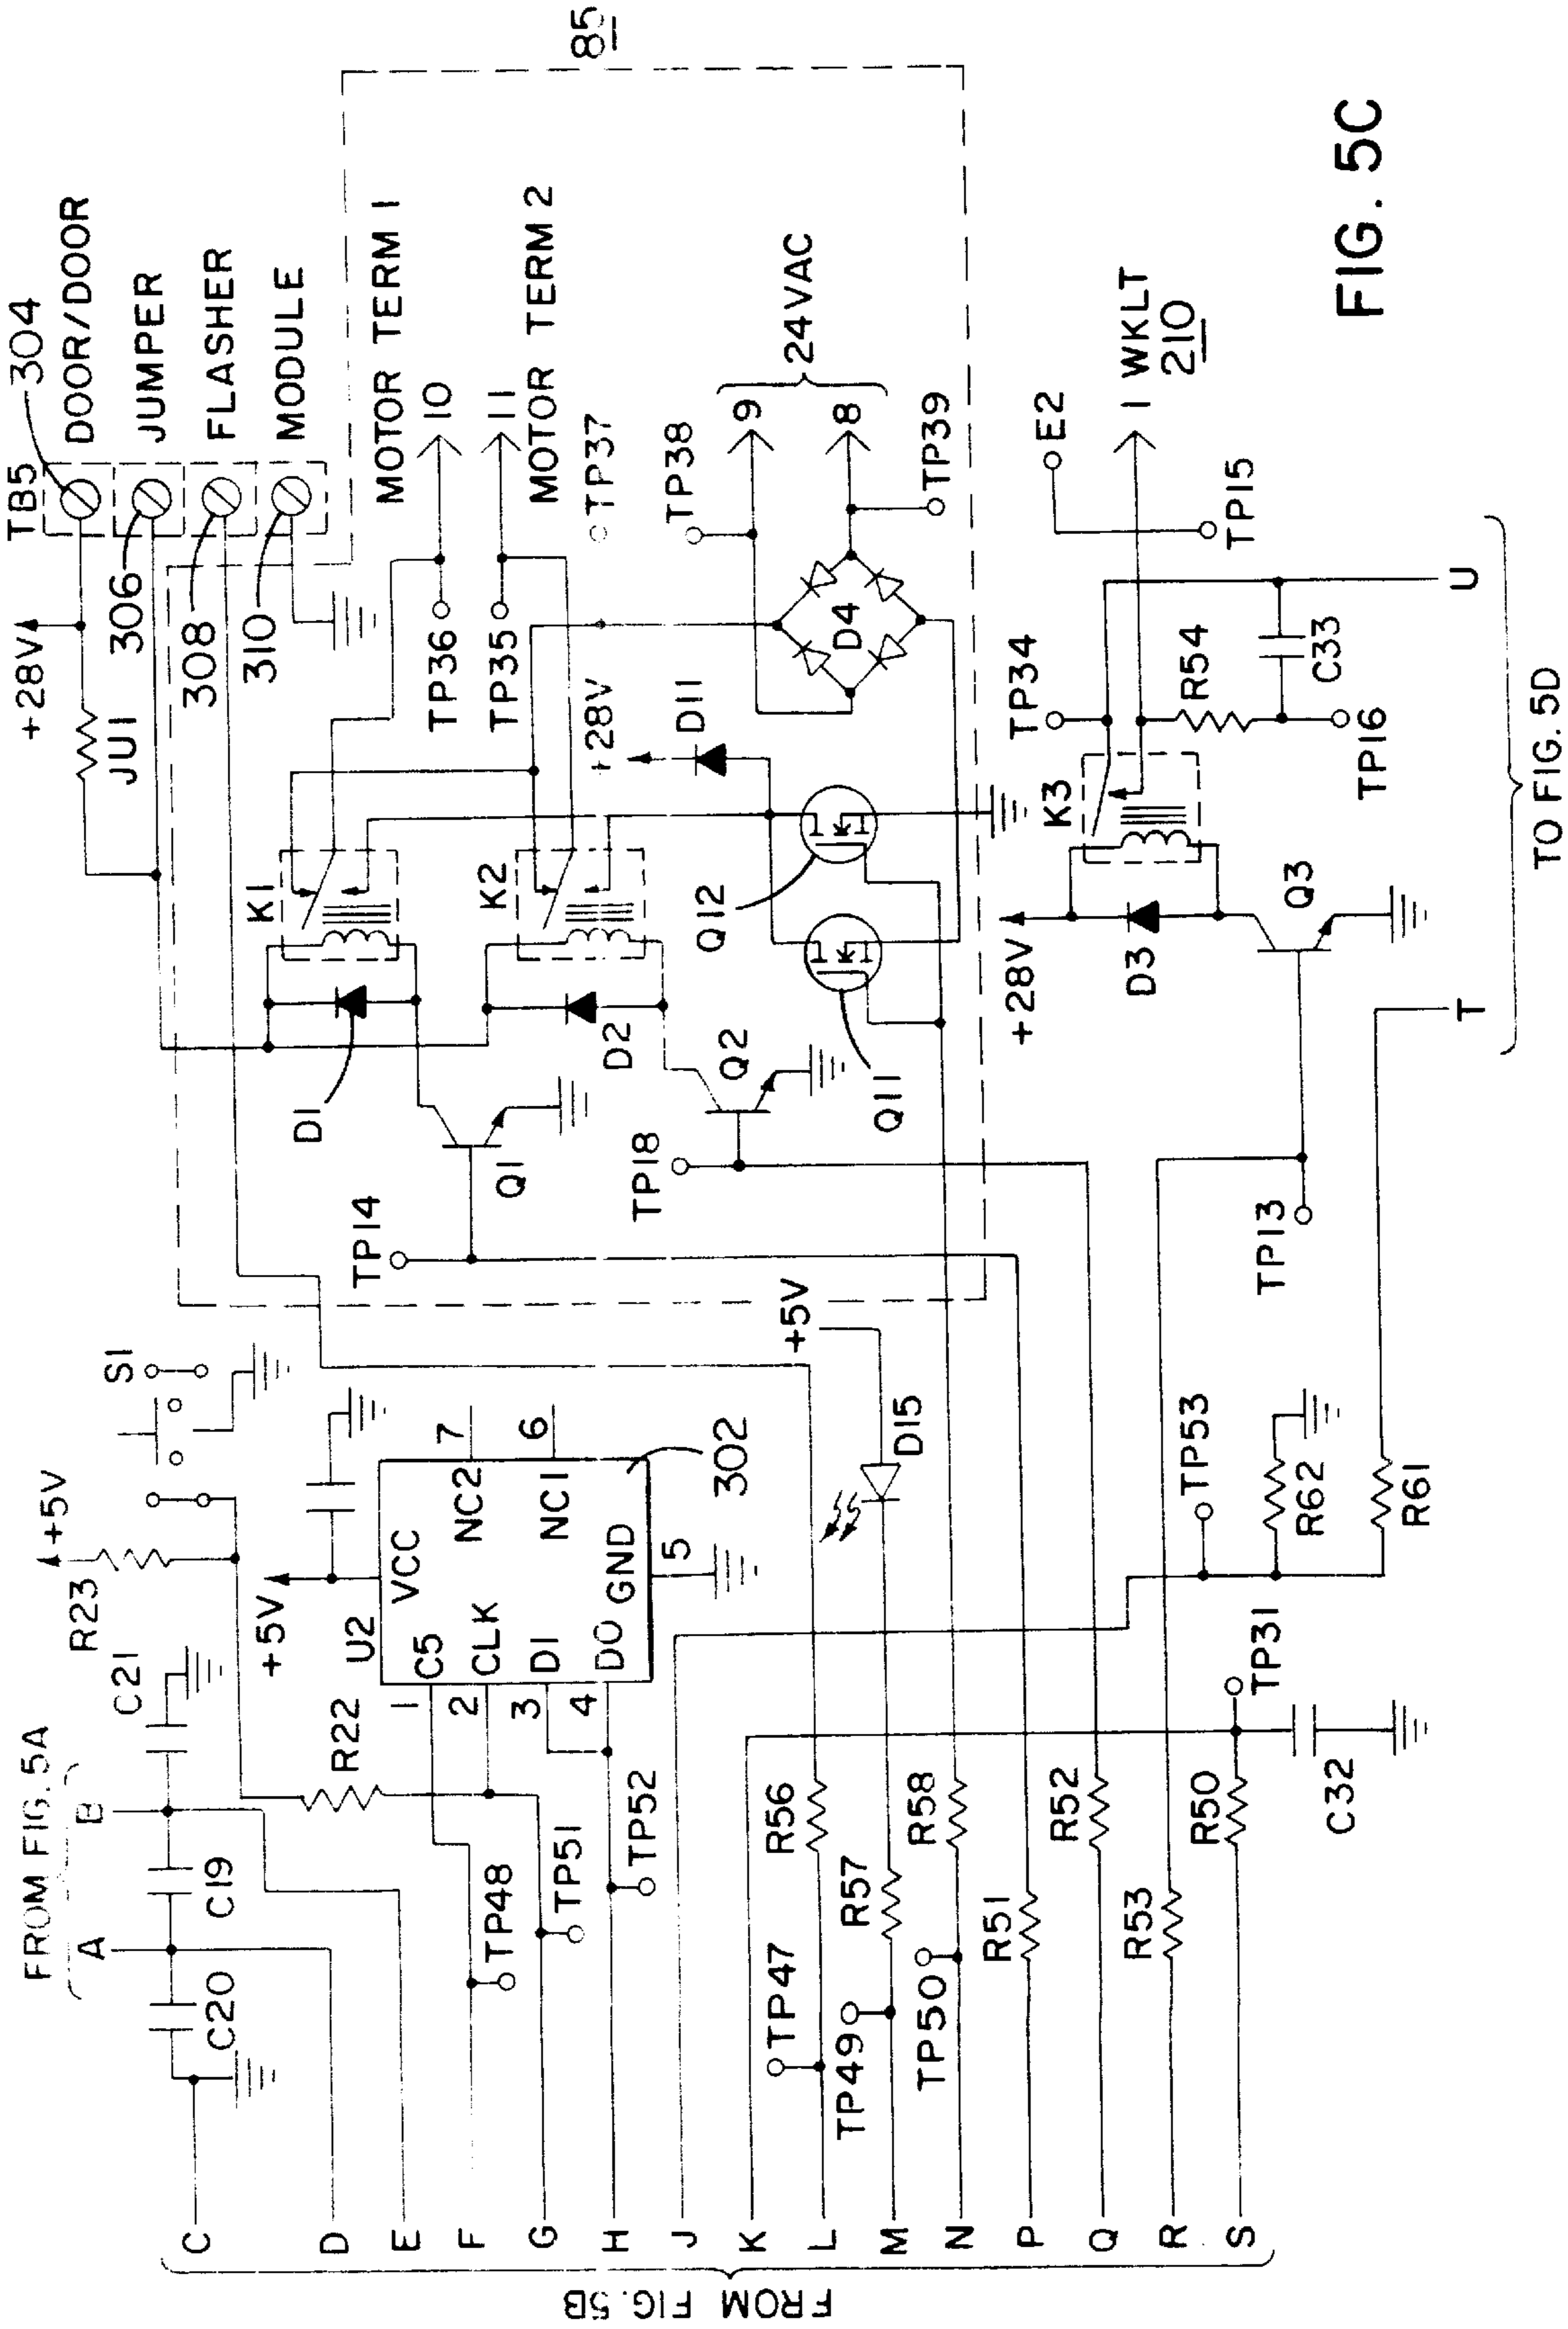 FIG. 5C
FROM FIG. 5A
A
B
C20
C19
C21
R23
+5V
S1
+28V
JU1
TB5
304
DOOR/DOOR
306
JUMPER
308
FLASHER
310
MODULE
85
FROM FIG. 5B
C
D
E
F
G
H
J
K
L
M
N
P
Q
R
S
R22
+5V
U2
VCC
1
C5
2
CLK
3
D1
4
DO
NC2
7
NC1
6
GND
5
302
TP48
TP51
TP52
TP47
R56
TP49
R57
D15
+5V
TP50
R58
R51
R52
R53
R50
TP31
C32
TP53
R62
R61
TP14
Q1
D1
K1
TP18
Q2
D2
K2
MOTOR TERM 1
10
TP36
11
TP35
MOTOR TERM 2
TP37
+28V
D11
Q12
Q11
D4
TP38
9
24VAC
8
TP39
TP13
Q3
+28V
D3
K3
TP34
E2
TP15
1 WKLT
210
R54
C33
TP16
T
U
TO FIG. 5D